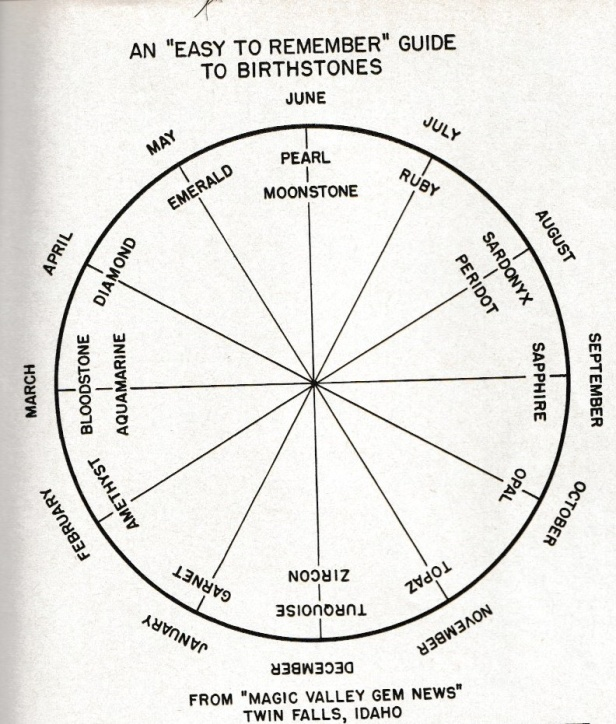 AN "EASY TO REMEMBER" GUIDE
TO BIRTHSTONES
JUNE
PEARL
MOONSTONE
JULY
RUBY
AUGUST
SARDONYX
PERIDOT
SEPTEMBER
SAPPHIRE
OCTOBER
OPAL
NOVEMBER
TOPAZ
DECEMBER
TURQUOISE
ZIRCON
JANUARY
GARNET
FEBRUARY
AMETHYST
MARCH
BLOODSTONE
AQUAMARINE
APRIL
DIAMOND
MAY
EMERALD
FROM "MAGIC VALLEY GEM NEWS"
TWIN FALLS, IDAHO